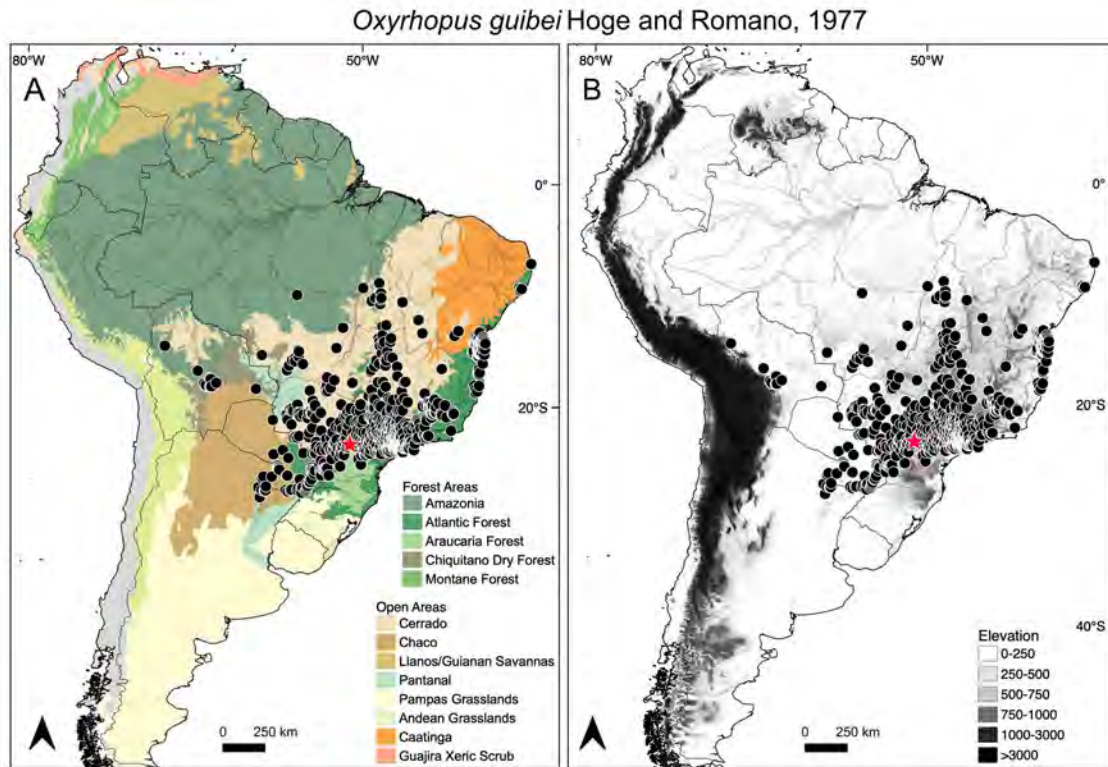 Oxyrhopus guibei Hoge and Romano, 1977
80°W
50°W
A
0°
20°S
Forest Areas
Amazonia
Atlantic Forest
Araucaria Forest
Chiquitano Dry Forest
Montane Forest
Open Areas
Cerrado
Chaco
Llanos/Guianan Savannas
Pantanal
Pampas Grasslands
Andean Grasslands
Caatinga
Guajira Xeric Scrub
0 250 km
80°W
50°W
B
0°
20°S
40°S
Elevation
0-250
250-500
500-750
750-1000
1000-3000
>3000
0 250 km